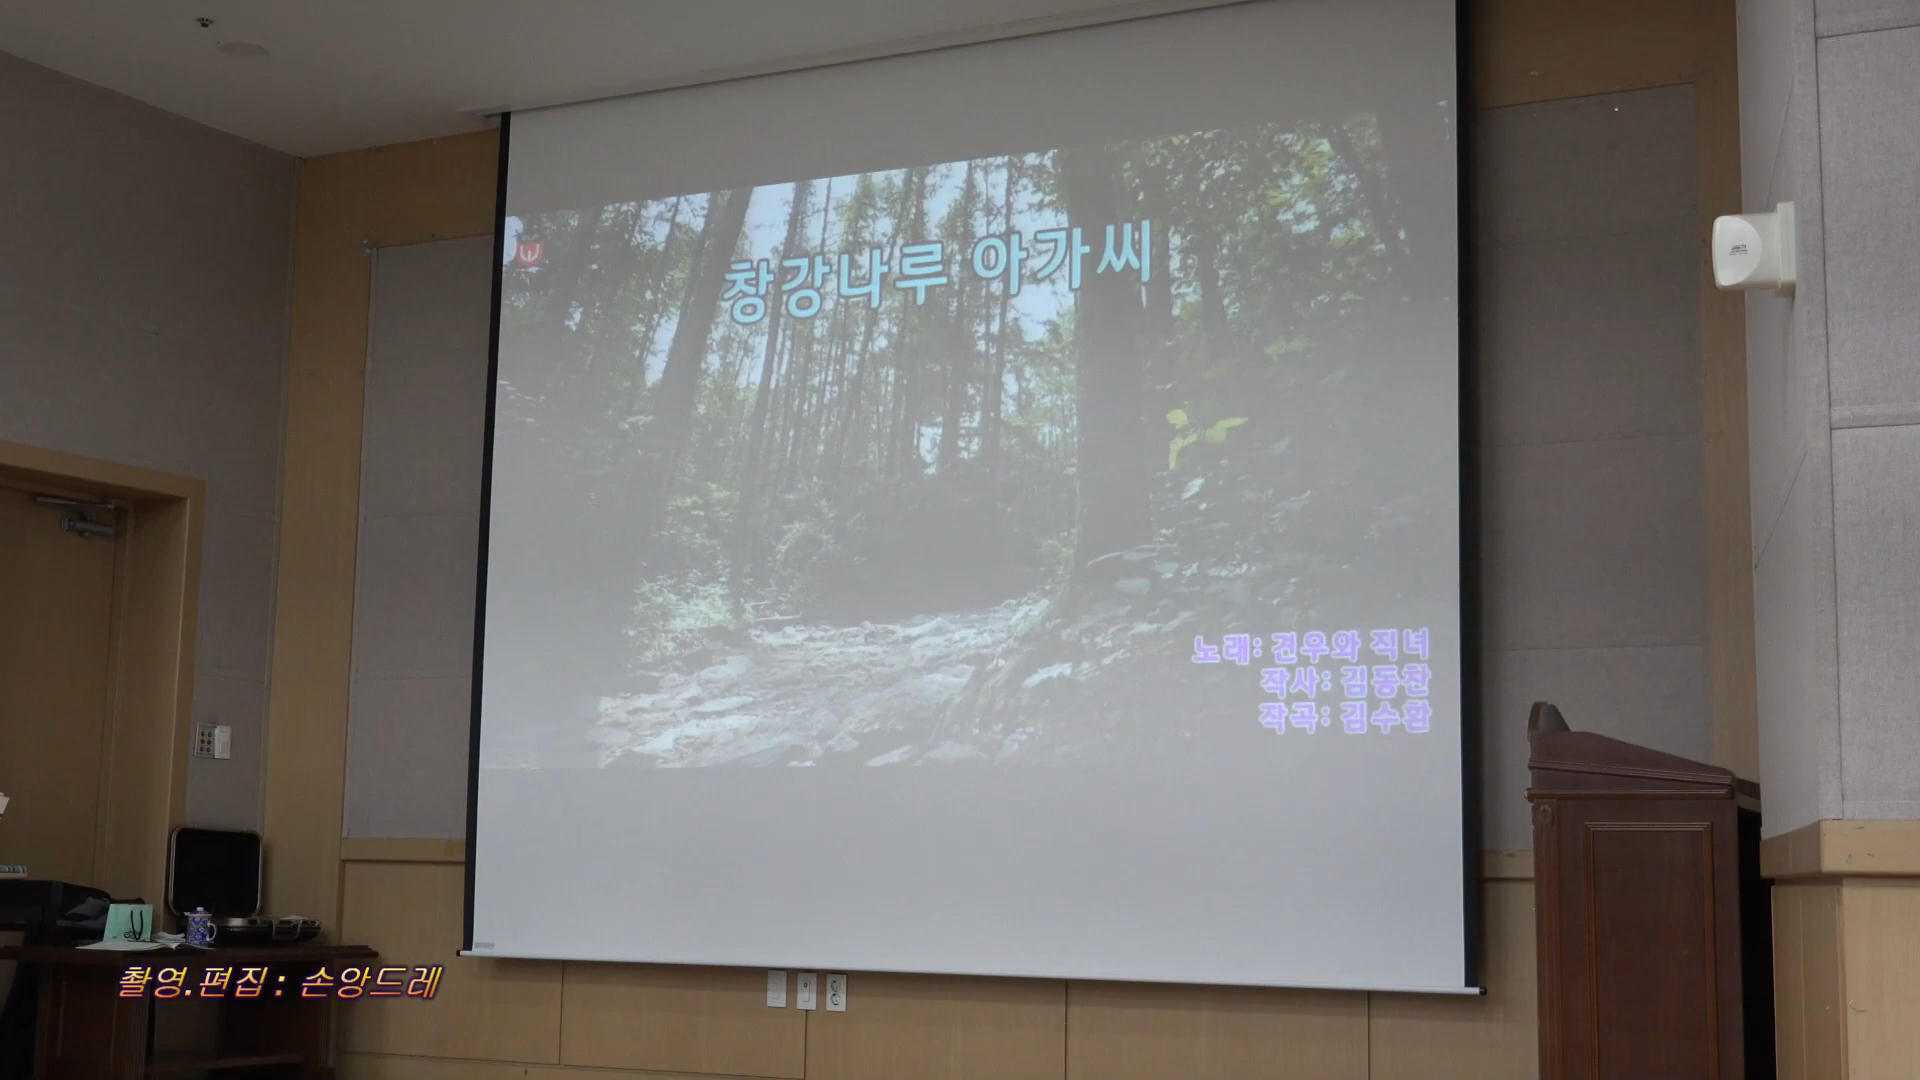 창강나루 아가씨
노래: 견우와 직녀
작사: 김동찬
작곡: 김수환
촬영.편집 : 손앙드레